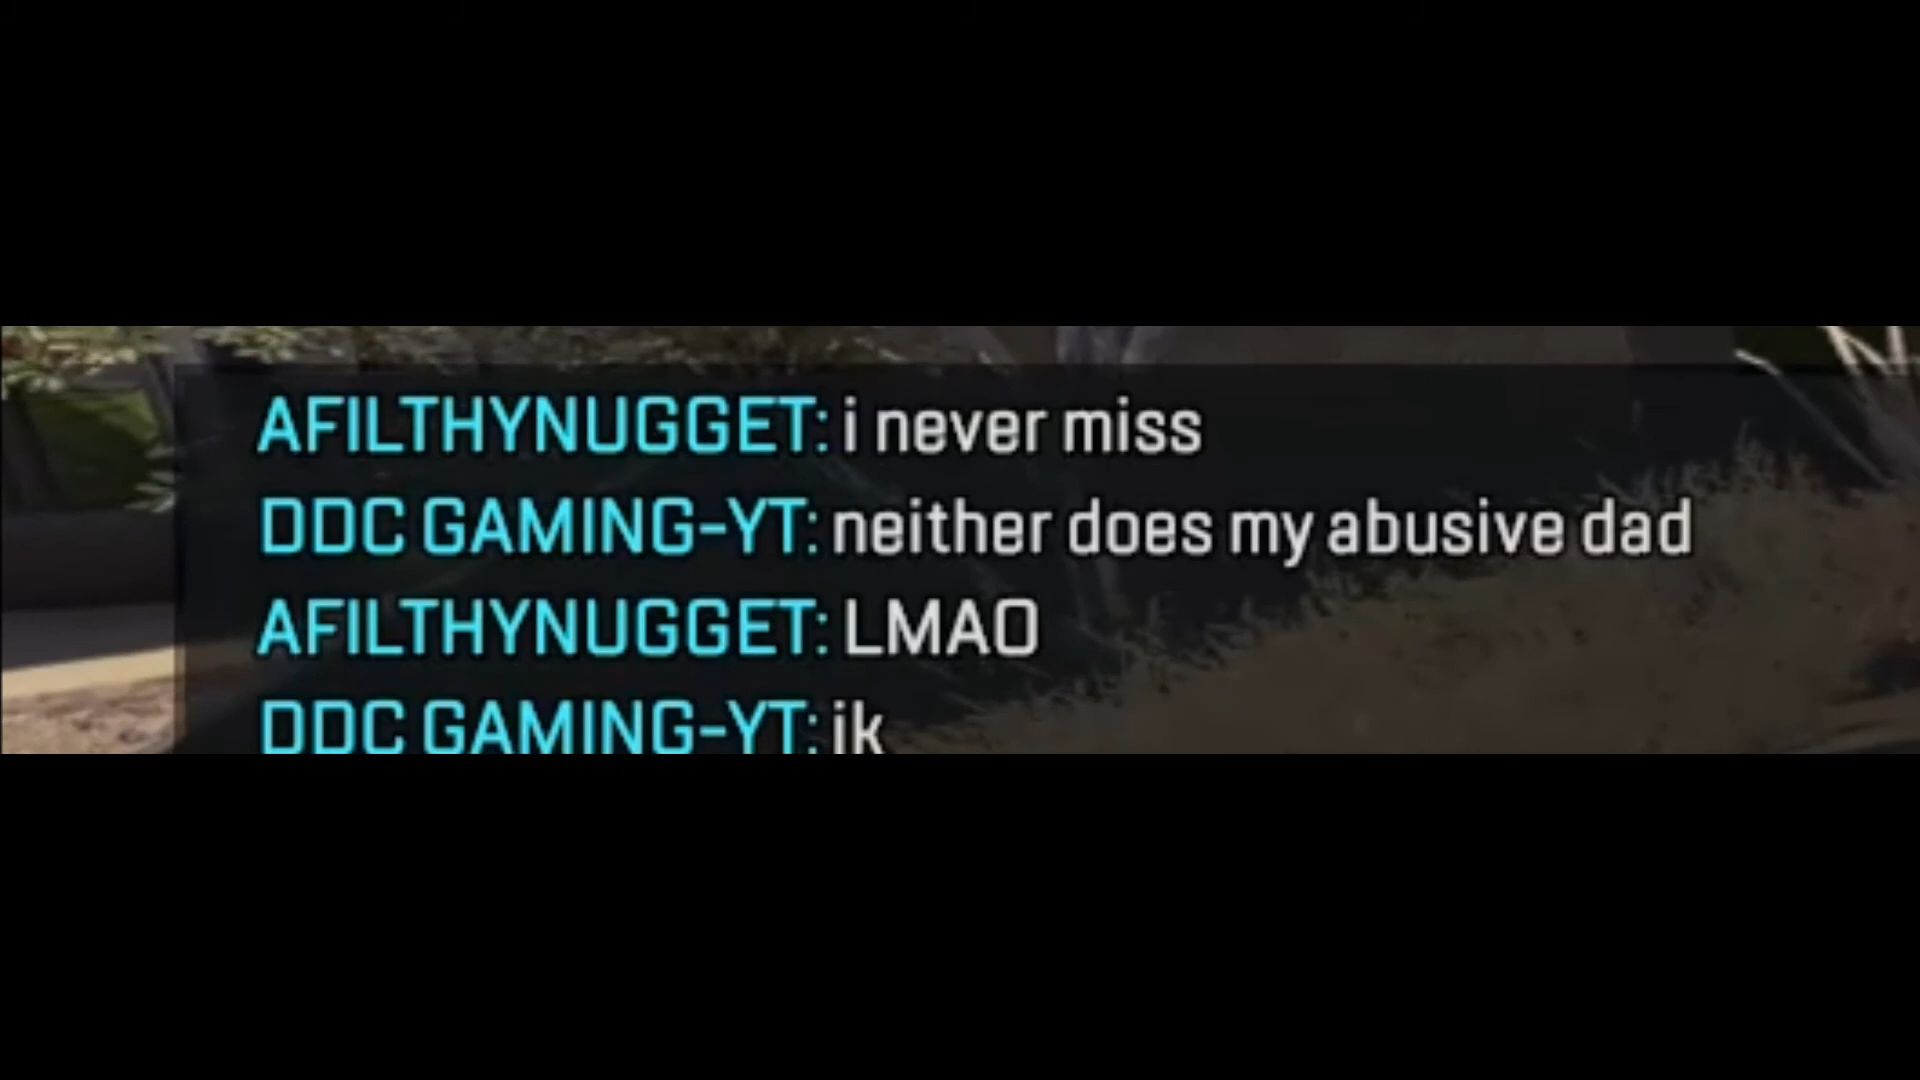 AFILTHYNUGGET: i never miss
DDC GAMING-YT: neither does my abusive dad
AFILTHYNUGGET: LMAO
DDC GAMING-YT: ik